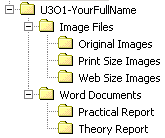 U3O1-YourFullName
Image Files
Original Images
Print Size Images
Web Size Images
Word Documents
Practical Report
Theory Report